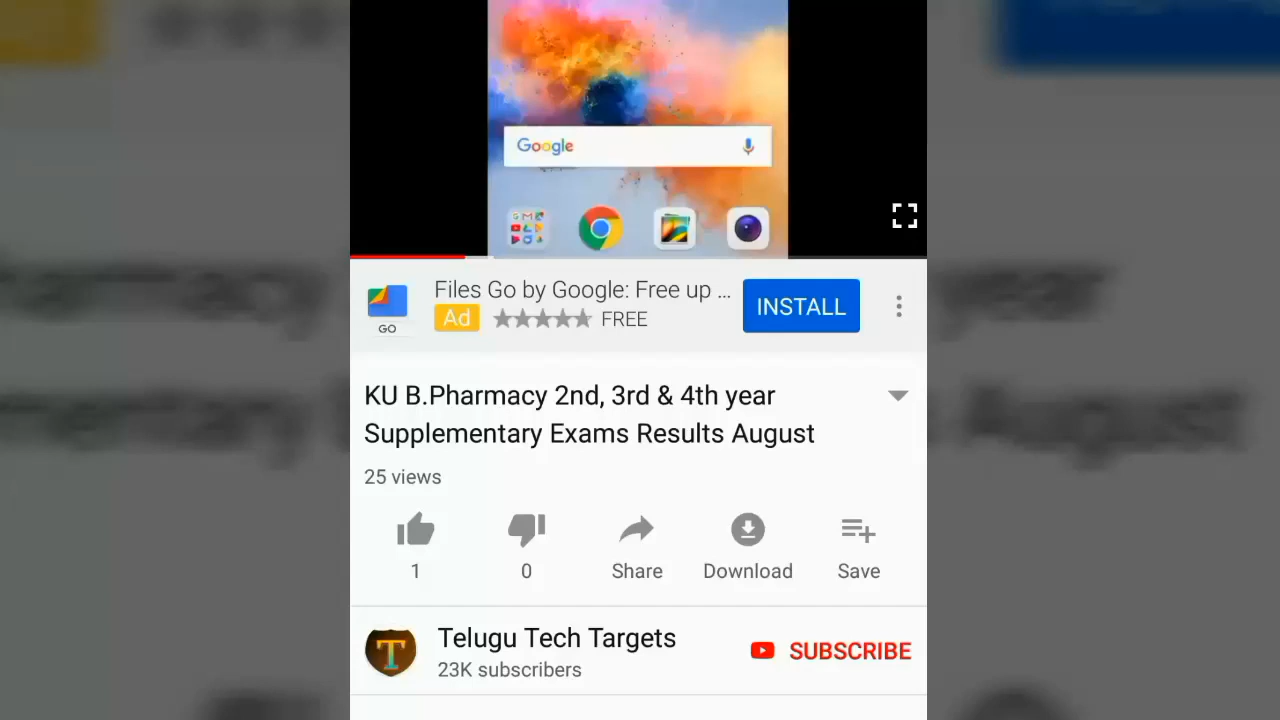 Google
Files Go by Google: Free up ...
Ad FREE
INSTALL
GO
KU B.Pharmacy 2nd, 3rd & 4th year
Supplementary Exams Results August
25 views
1
0
Share
Download
Save
T
Telugu Tech Targets
23K subscribers
SUBSCRIBE